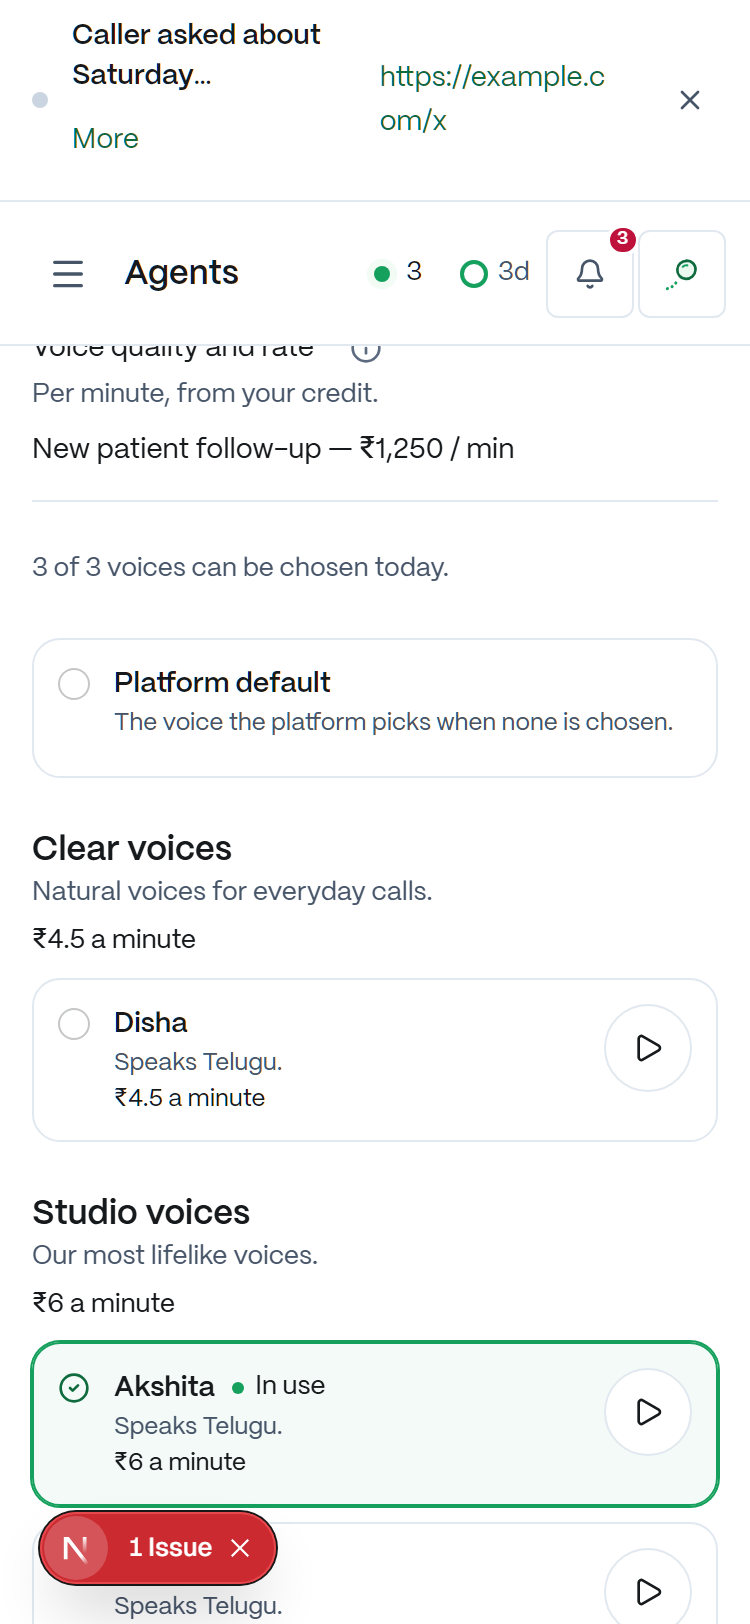 Caller asked about
Saturday...
More
https://example.c
om/x
Agents
3
3d
3
Voice quality and rate
Per minute, from your credit.
New patient follow-up — ₹1,250 / min
3 of 3 voices can be chosen today.
Platform default
The voice the platform picks when none is chosen.
Clear voices
Natural voices for everyday calls.
₹4.5 a minute
Disha
Speaks Telugu.
₹4.5 a minute
Studio voices
Our most lifelike voices.
₹6 a minute
Akshita In use
Speaks Telugu.
₹6 a minute
N 1 Issue
Speaks Telugu.